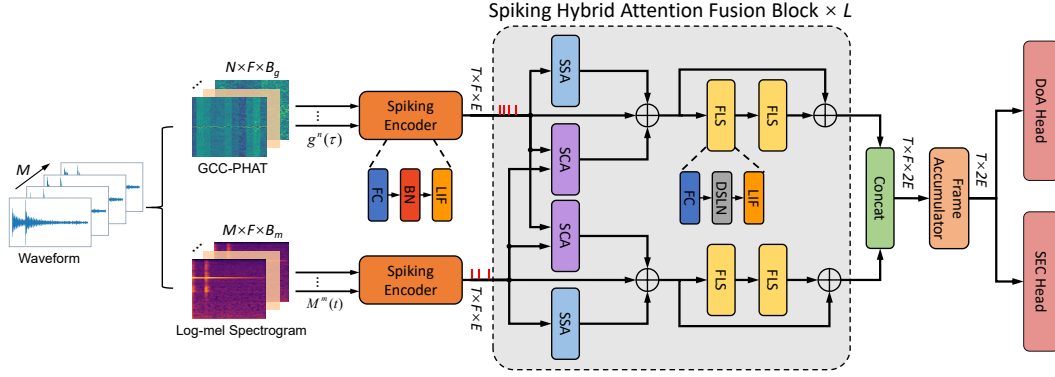 Spiking Hybrid Attention Fusion Block × L
N×F×B_g
g^n(τ)
GCC-PHAT
Spiking
Encoder
T×F×E
FC
BN
LIF
M
Waveform
M×F×B_m
M^m(t)
Log-mel Spectrogram
Spiking
Encoder
T×F×E
SSA
SCA
SCA
SSA
FLS
FLS
FC
DSLN
LIF
FLS
FLS
Concat
T×F×2E
Frame
Accumulator
T×2E
DoA Head
SEC Head